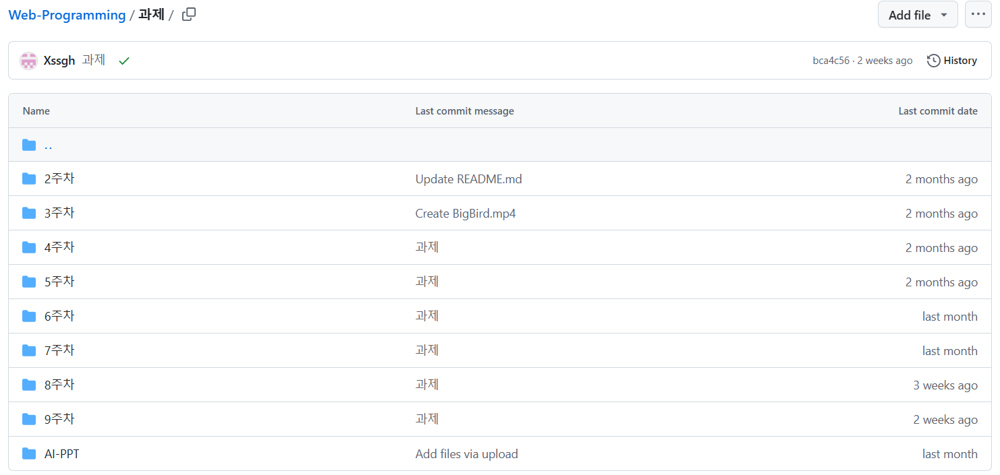 Web-Programming / 과제 /
Add file
Xssgh 과제
bca4c56 · 2 weeks ago
History
Name Last commit message Last commit date
..
2주차 Update README.md 2 months ago
3주차 Create BigBird.mp4 2 months ago
4주차 과제 2 months ago
5주차 과제 2 months ago
6주차 과제 last month
7주차 과제 last month
8주차 과제 3 weeks ago
9주차 과제 2 weeks ago
AI-PPT Add files via upload last month